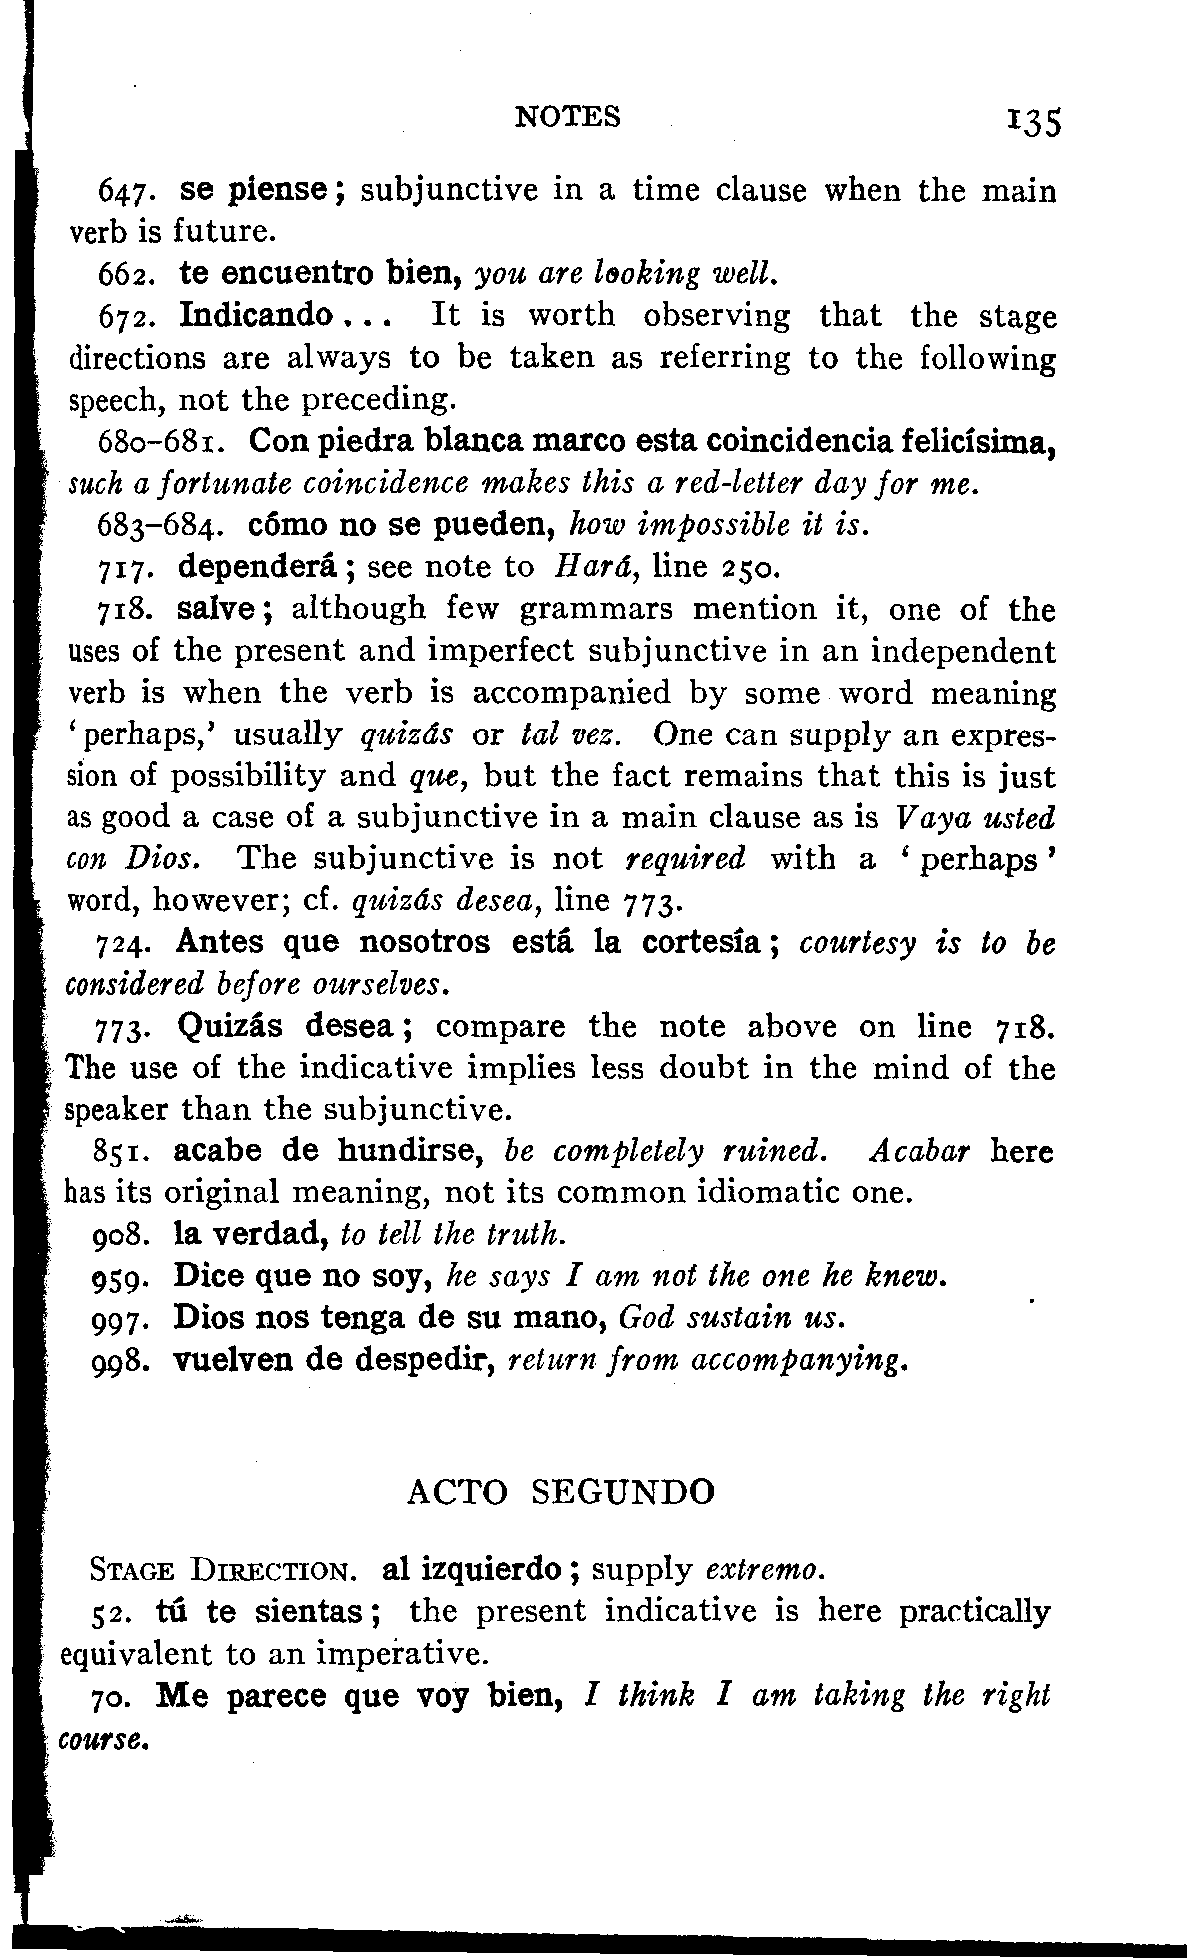 NOTES 135
647. se piense; subjunctive in a time clause when the main
verb is future.
662. te encuentro bien, you are looking well.
672. Indicando... It is worth observing that the stage
directions are always to be taken as referring to the following
speech, not the preceding.
680-681. Con piedra blanca marco esta coincidencia felicísima,
such a fortunate coincidence makes this a red-letter day for me.
683-684. cómo no se pueden, how impossible it is.
717. dependerá; see note to Hará, line 250.
718. salve; although few grammars mention it, one of the
uses of the present and imperfect subjunctive in an independent
verb is when the verb is accompanied by some word meaning
'perhaps,' usually quizás or tal vez. One can supply an expres-
sion of possibility and que, but the fact remains that this is just
as good a case of a subjunctive in a main clause as is Vaya usted
con Dios. The subjunctive is not required with a 'perhaps'
word, however; cf. quizás desea, line 773.
724. Antes que nosotros está la cortesía; courtesy is to be
considered before ourselves.
773. Quizás desea; compare the note above on line 718.
The use of the indicative implies less doubt in the mind of the
speaker than the subjunctive.
851. acabe de hundirse, be completely ruined. Acabar here
has its original meaning, not its common idiomatic one.
908. la verdad, to tell the truth.
959. Dice que no soy, he says I am not the one he knew.
997. Dios nos tenga de su mano, God sustain us.
998. vuelven de despedir, return from accompanying.
ACTO SEGUNDO
STAGE DIRECTION. al izquierdo; supply extremo.
52. tú te sientas; the present indicative is here practically
equivalent to an imperative.
70. Me parece que voy bien, I think I am taking the right
course.